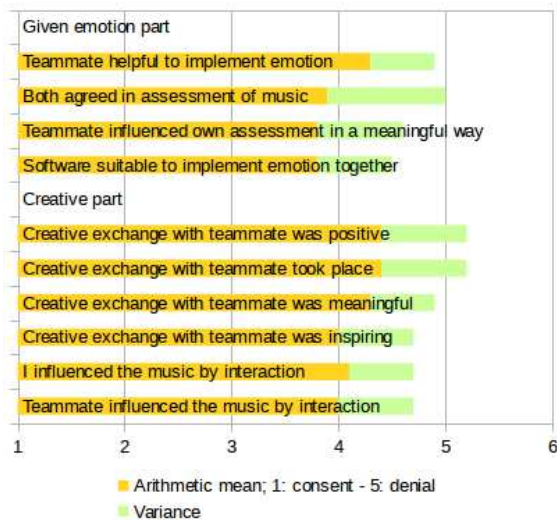 Given emotion part
Teammate helpful to implement emotion
Both agreed in assessment of music
Teammate influenced own assessment in a meaningful way
Software suitable to implement emotion together
Creative part
Creative exchange with teammate was positive
Creative exchange with teammate took place
Creative exchange with teammate was meaningful
Creative exchange with teammate was inspiring
I influenced the music by interaction
Teammate influenced the music by interaction
1 2 3 4 5 6
Arithmetic mean; 1: consent - 5: denial
Variance